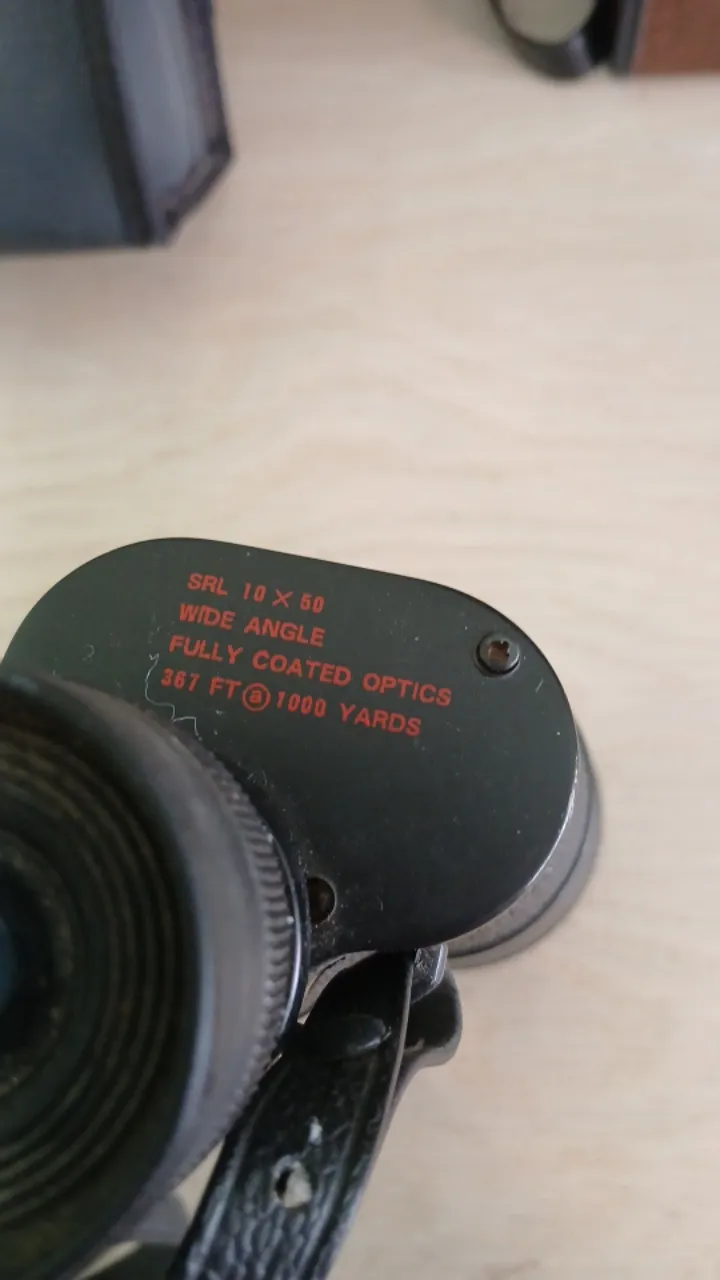 SRL 10 X 50
WIDE ANGLE
FULLY COATED OPTICS
367 FT @ 1000 YARDS